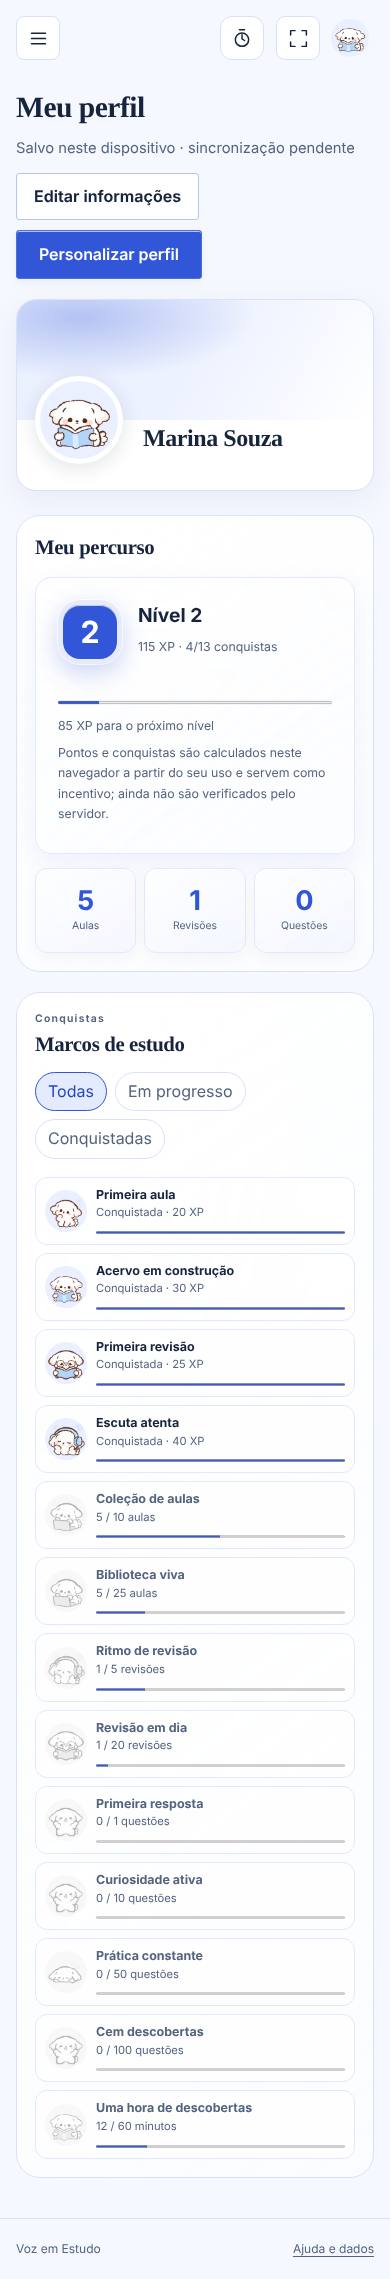 Meu perfil
Salvo neste dispositivo · sincronização pendente
Editar informações
Personalizar perfil
Marina Souza
Meu percurso
2
Nível 2
115 XP · 4/13 conquistas
85 XP para o próximo nível
Pontos e conquistas são calculados neste
navegador a partir do seu uso e servem como
incentivo; ainda não são verificados pelo
servidor.
5
Aulas
1
Revisões
0
Questões
Conquistas
Marcos de estudo
Todas
Em progresso
Conquistadas
Primeira aula
Conquistada · 20 XP
Acervo em construção
Conquistada · 30 XP
Primeira revisão
Conquistada · 25 XP
Escuta atenta
Conquistada · 40 XP
Coleção de aulas
5 / 10 aulas
Biblioteca viva
5 / 25 aulas
Ritmo de revisão
1 / 5 revisões
Revisão em dia
1 / 20 revisões
Primeira resposta
0 / 1 questões
Curiosidade ativa
0 / 10 questões
Prática constante
0 / 50 questões
Cem descobertas
0 / 100 questões
Uma hora de descobertas
12 / 60 minutos
Voz em Estudo
Ajuda e dados